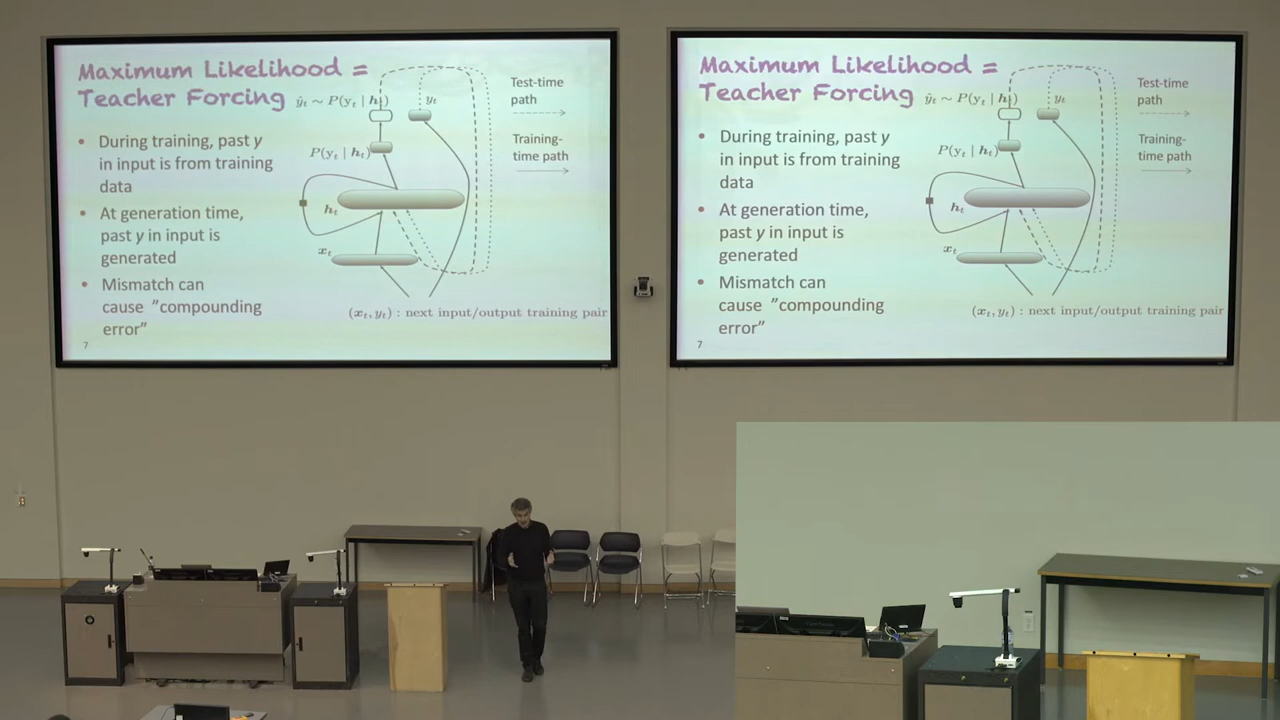 Maximum Likelihood =
Teacher Forcing
ŷₜ ~ P(yₜ | hₜ)
yₜ
Test-time
path
Training-
time path
P(yₜ | hₜ)
hₜ
xₜ
• During training, past y
in input is from training
data
• At generation time,
past y in input is
generated
• Mismatch can
cause ”compounding
error”
(xₜ, yₜ) : next input/output training pair
7
Maximum Likelihood =
Teacher Forcing
ŷₜ ~ P(yₜ | hₜ)
yₜ
Test-time
path
Training-
time path
P(yₜ | hₜ)
hₜ
xₜ
• During training, past y
in input is from training
data
• At generation time,
past y in input is
generated
• Mismatch can
cause ”compounding
error”
(xₜ, yₜ) : next input/output training pair
7